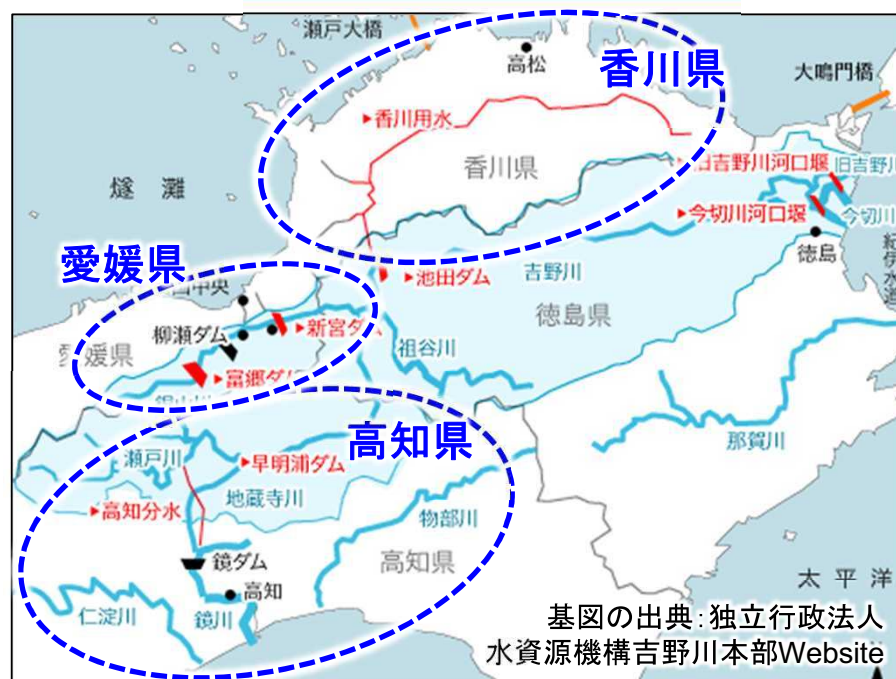 瀬戸大橋
高松
香川県
大鳴門橋
▶香川用水
香川県
旧吉野川河口堰
旧吉野川
燧 灘
▶今切川河口堰
今切川
徳島
愛媛県
▶池田ダム
吉野川
中央
徳島県
柳瀬ダム
▶新宮ダム
愛媛県
祖谷川
▶富郷ダム
高知県
那賀川
瀬戸川
▶早明浦ダム
地蔵寺川
▶高知分水
物部川
鏡ダム
高知県
太 平 洋
高知
仁淀川
鏡川
基図の出典：独立行政法人
水資源機構吉野川本部Website